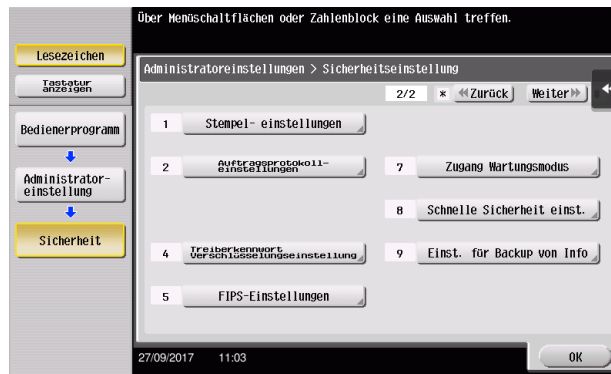 Über Menüschaltflächen oder Zahlenblock eine Auswahl treffen.
Lesezeichen
Tastatur
anzeigen
Bedienerprogramm
Administrator-
einstellung
Sicherheit
Administratoreinstellungen > Sicherheitseinstellung
2/2 * Zurück Weiter
1 Stempel- einstellungen
2 Auftragsprotokoll-
einstellungen
7 Zugang Wartungsmodus
8 Schnelle Sicherheit einst.
4 Treiberkennwort
Verschlüsselungseinstellung
9 Einst. für Backup von Info
5 FIPS-Einstellungen
27/09/2017 11:03
OK